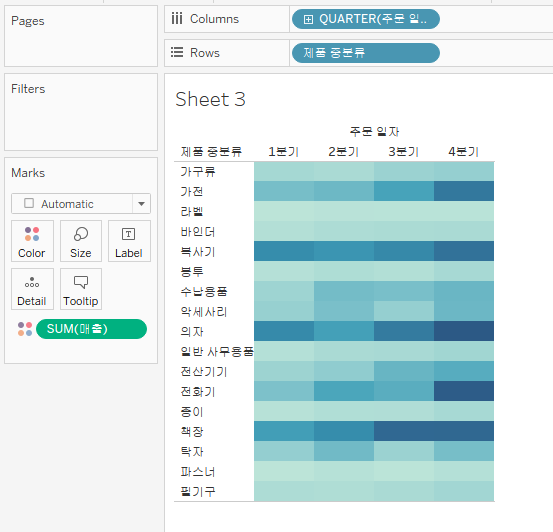 Pages
Columns
QUARTER(주문 일..
Rows
제품 중분류
Filters
Sheet 3
주문 일자
제품 중분류 1분기 2분기 3분기 4분기
가구류
가전
라벨
바인더
복사기
봉투
수납용품
악세사리
의자
일반 사무용품
전산기기
전화기
종이
책장
탁자
파스너
필기구
Marks
Automatic
Color Size Label
Detail Tooltip
SUM(매출)